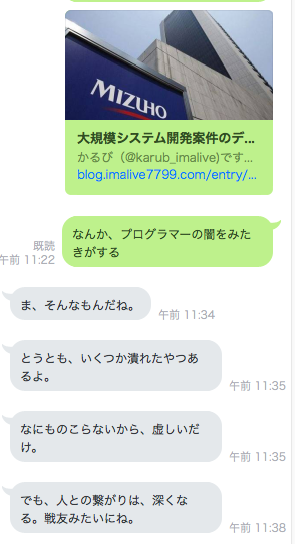 MIZUHO
大規模システム開発案件のデ...
かるび（@karub_imalive)です...
blog.imalive7799.com/entry/...
なんか、プログラマーの闇をみた
きがする
既読
午前 11:22
ま、そんなもんだね。
午前 11:34
とうとも、いくつか潰れたやつあ
るよ。
午前 11:35
なにものこらないから、虚しいだ
け。
午前 11:35
でも、人との繋がりは、深くな
る。戦友みたいにね。
午前 11:38